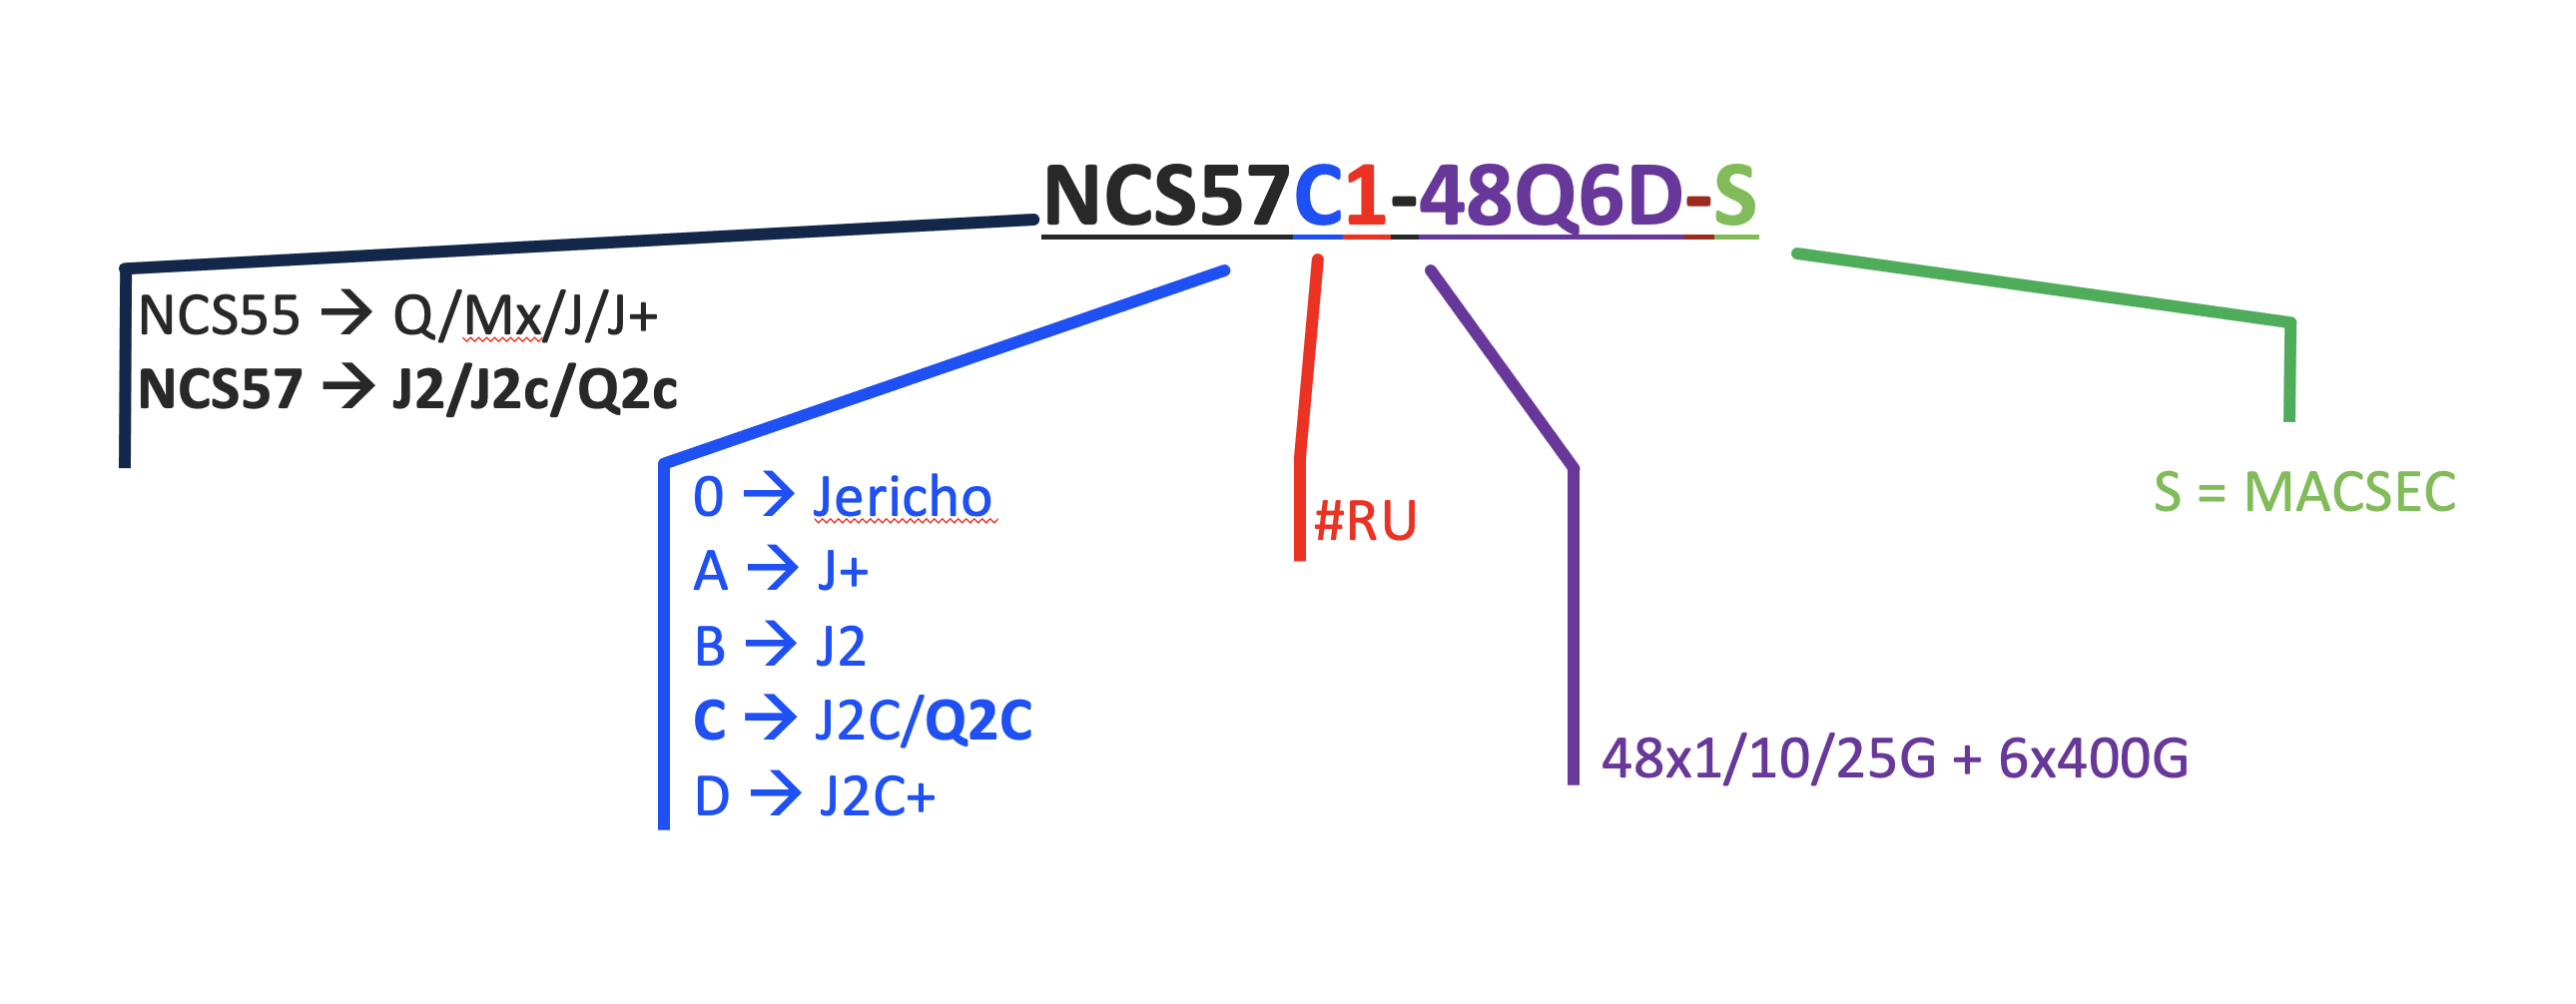 NCS57C1-48Q6D-S
NCS55 → Q/Mx/J/J+
NCS57 → J2/J2c/Q2c
0 → Jericho
A → J+
B → J2
C → J2C/Q2C
D → J2C+
#RU
48x1/10/25G + 6x400G
S = MACSEC